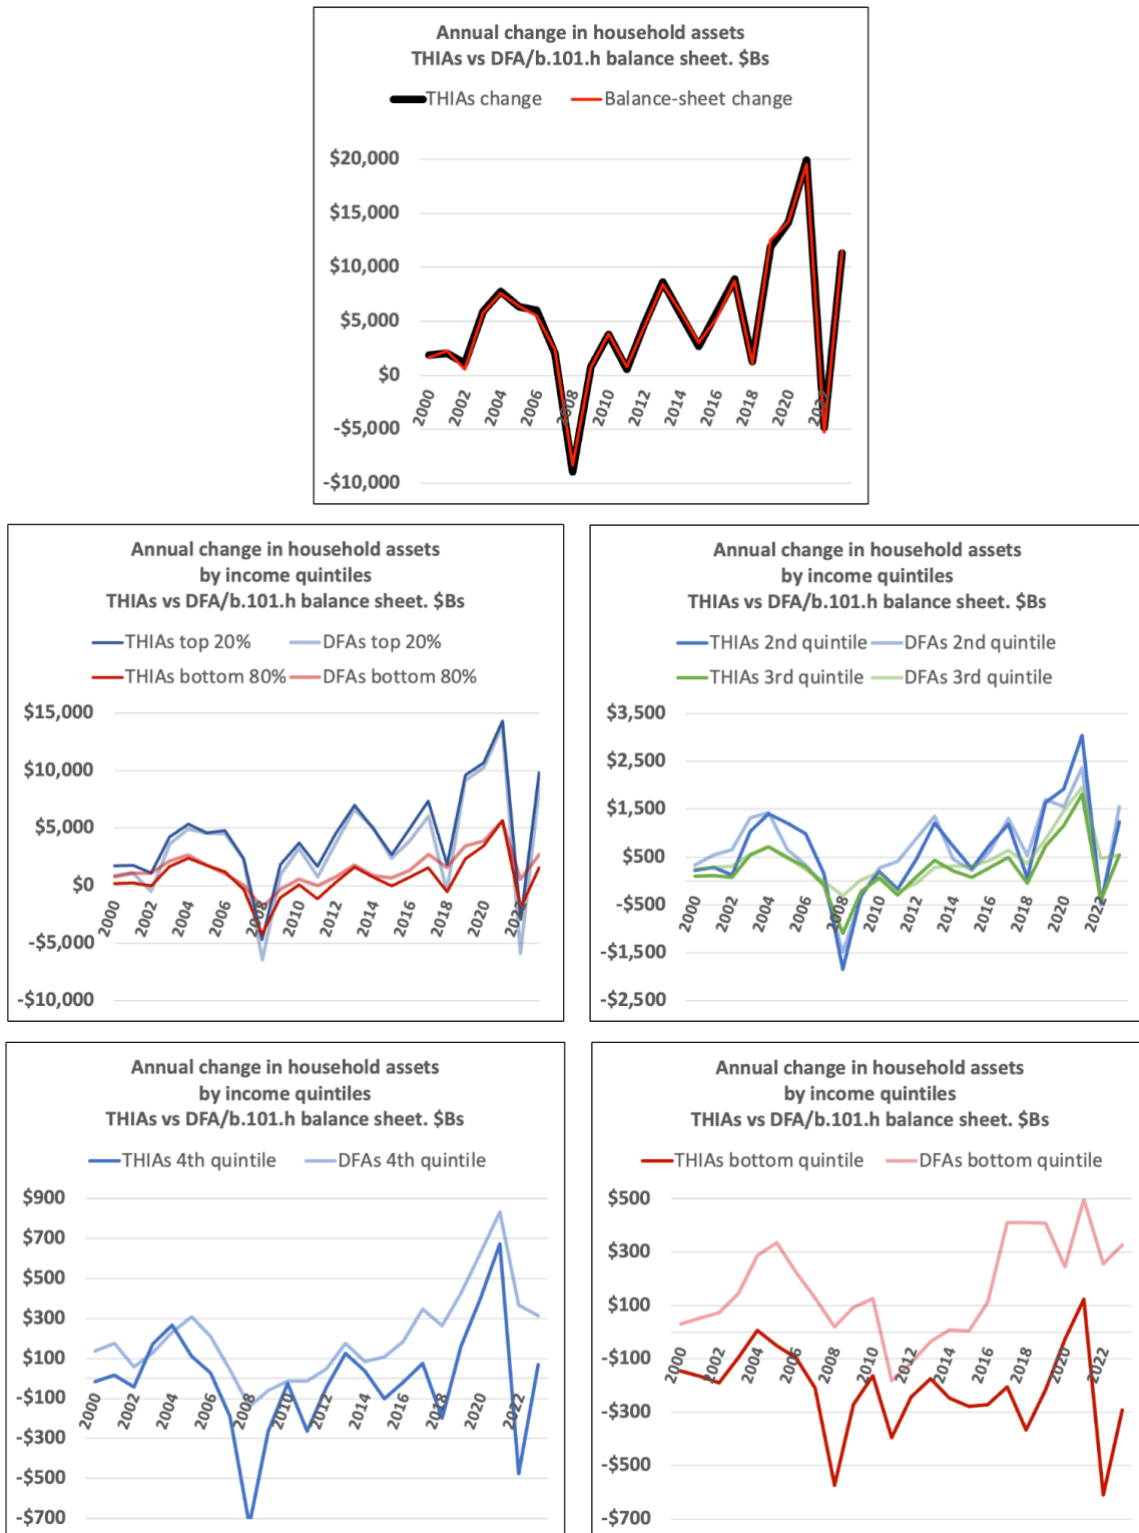 Annual change in household assets
THIAs vs DFA/b.101.h balance sheet. $Bs
THIAs change Balance-sheet change
$20,000
$15,000
$10,000
$5,000
$0
-$5,000
-$10,000
2000 2002 2004 2006 2008 2010 2012 2014 2016 2018 2020 2022
Annual change in household assets
by income quintiles
THIAs vs DFA/b.101.h balance sheet. $Bs
THIAs top 20% DFAs top 20%
THIAs bottom 80% DFAs bottom 80%
$15,000
$10,000
$5,000
$0
-$5,000
-$10,000
2000 2002 2004 2006 2008 2010 2012 2014 2016 2018 2020 2022
Annual change in household assets
by income quintiles
THIAs vs DFA/b.101.h balance sheet. $Bs
THIAs 2nd quintile DFAs 2nd quintile
THIAs 3rd quintile DFAs 3rd quintile
$3,500
$2,500
$1,500
$500
-$500
-$1,500
-$2,500
2000 2002 2004 2006 2008 2010 2012 2014 2016 2018 2020 2022
Annual change in household assets
by income quintiles
THIAs vs DFA/b.101.h balance sheet. $Bs
THIAs 4th quintile DFAs 4th quintile
$900
$700
$500
$300
$100
-$100
-$300
-$500
-$700
2000 2002 2004 2006 2008 2010 2012 2014 2016 2018 2020 2022
Annual change in household assets
by income quintiles
THIAs vs DFA/b.101.h balance sheet. $Bs
THIAs bottom quintile DFAs bottom quintile
$500
$300
$100
-$100
-$300
-$500
-$700
2000 2002 2004 2006 2008 2010 2012 2014 2016 2018 2020 2022